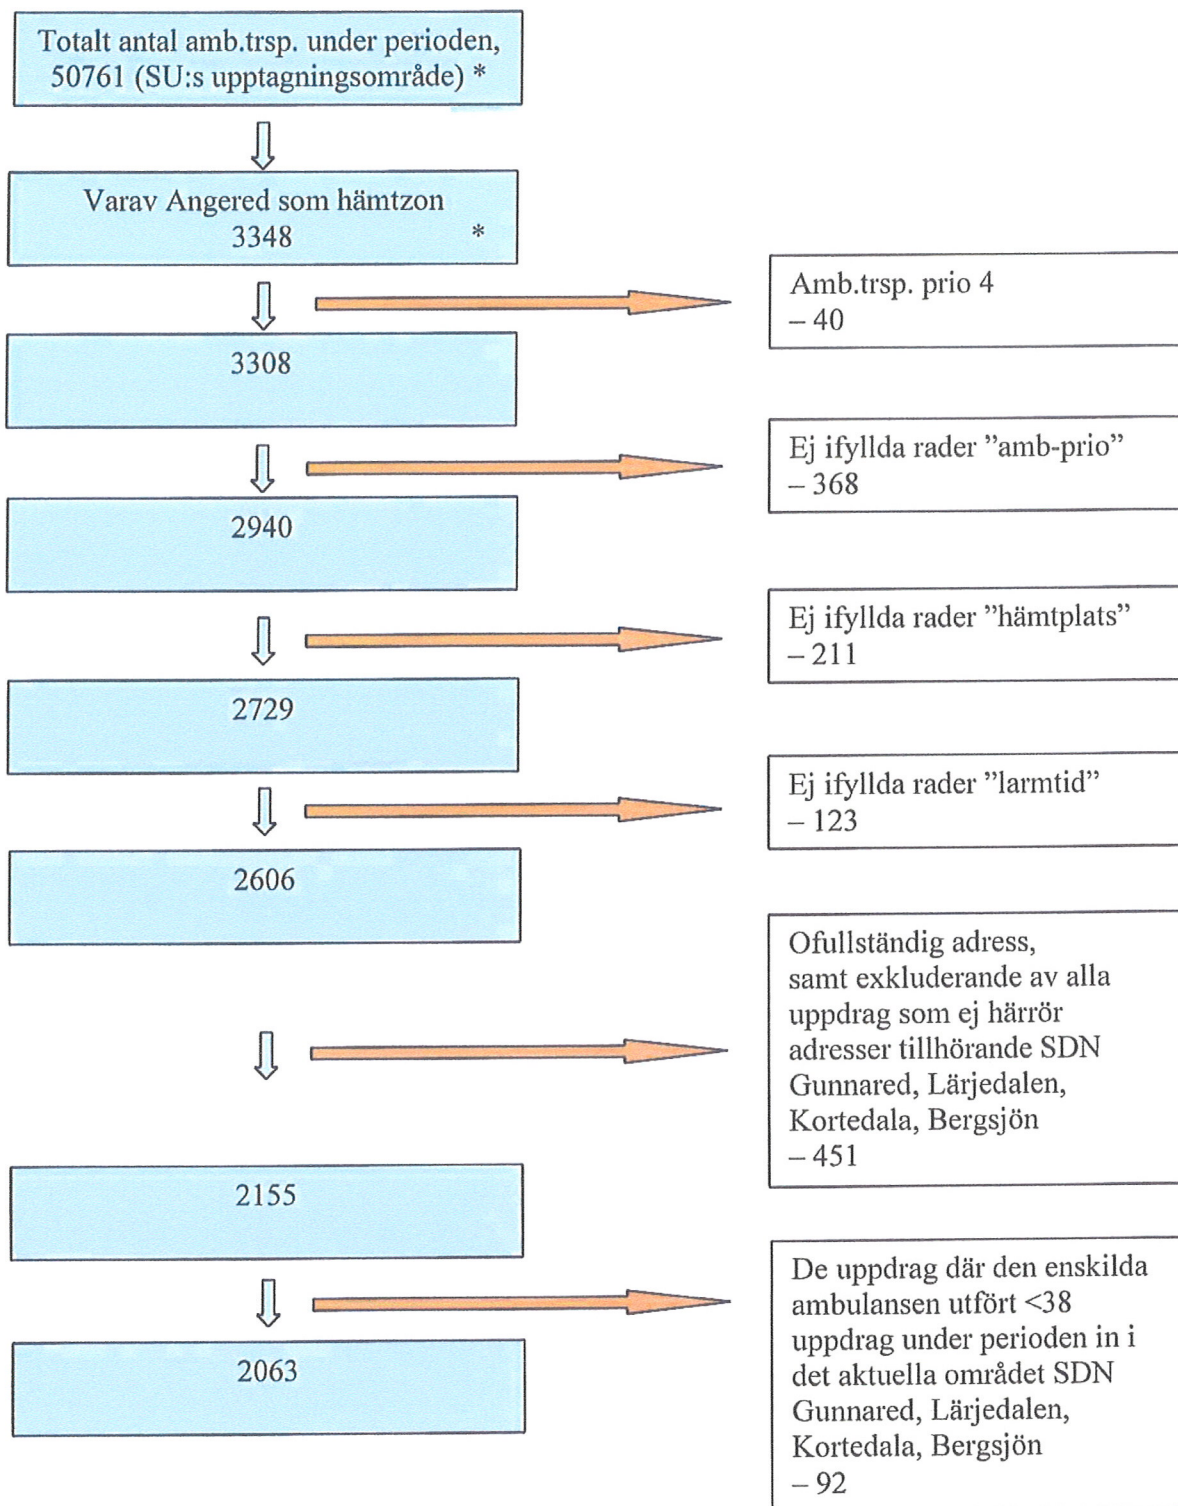 Totalt antal amb.trsp. under perioden,
50761 (SU:s upptagningsområde) *
Varav Angered som hämtzon
3348 *
Amb.trsp. prio 4
– 40
3308
Ej ifyllda rader ”amb-prio”
– 368
2940
Ej ifyllda rader ”hämtplats”
– 211
2729
Ej ifyllda rader ”larmtid”
– 123
2606
Ofullständig adress,
samt exkluderande av alla
uppdrag som ej härrör
adresser tillhörande SDN
Gunnared, Lärjedalen,
Kortedala, Bergsjön
– 451
2155
De uppdrag där den enskilda
ambulansen utfört <38
uppdrag under perioden in i
det aktuella området SDN
Gunnared, Lärjedalen,
Kortedala, Bergsjön
– 92
2063